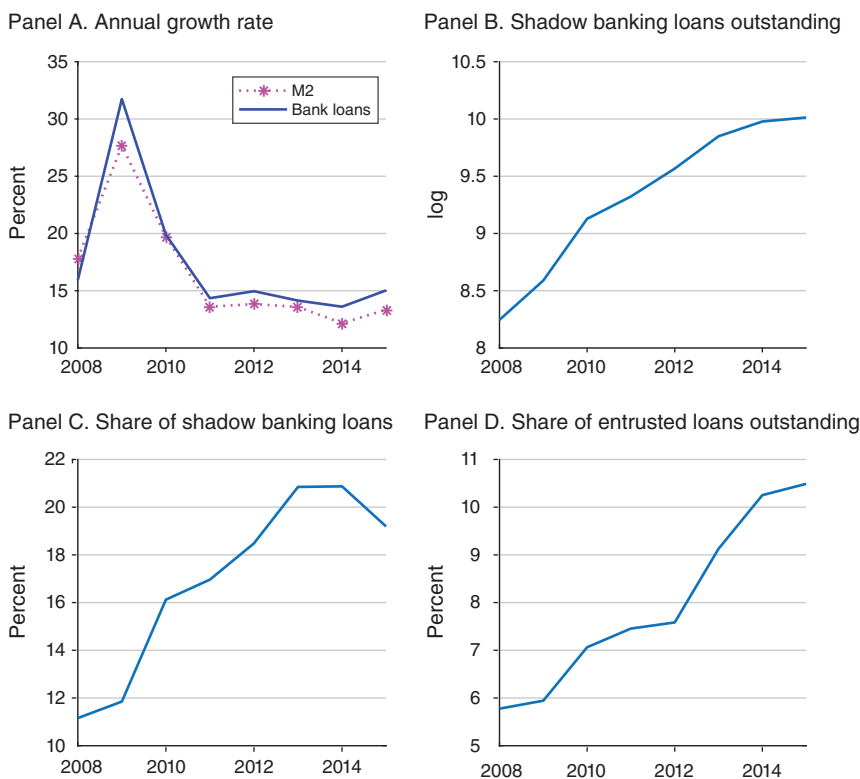 Panel A. Annual growth rate
35
30
25
20
15
10
Percent
M2
Bank loans
2008 2010 2012 2014
Panel B. Shadow banking loans outstanding
10.5
10
9.5
9
8.5
8
log
2008 2010 2012 2014
Panel C. Share of shadow banking loans
22
20
18
16
14
12
10
Percent
2008 2010 2012 2014
Panel D. Share of entrusted loans outstanding
11
10
9
8
7
6
5
Percent
2008 2010 2012 2014